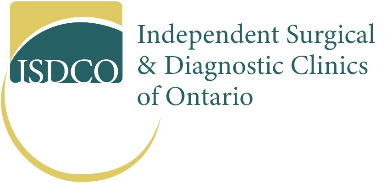 ISDCO
Independent Surgical
& Diagnostic Clinics
of Ontario